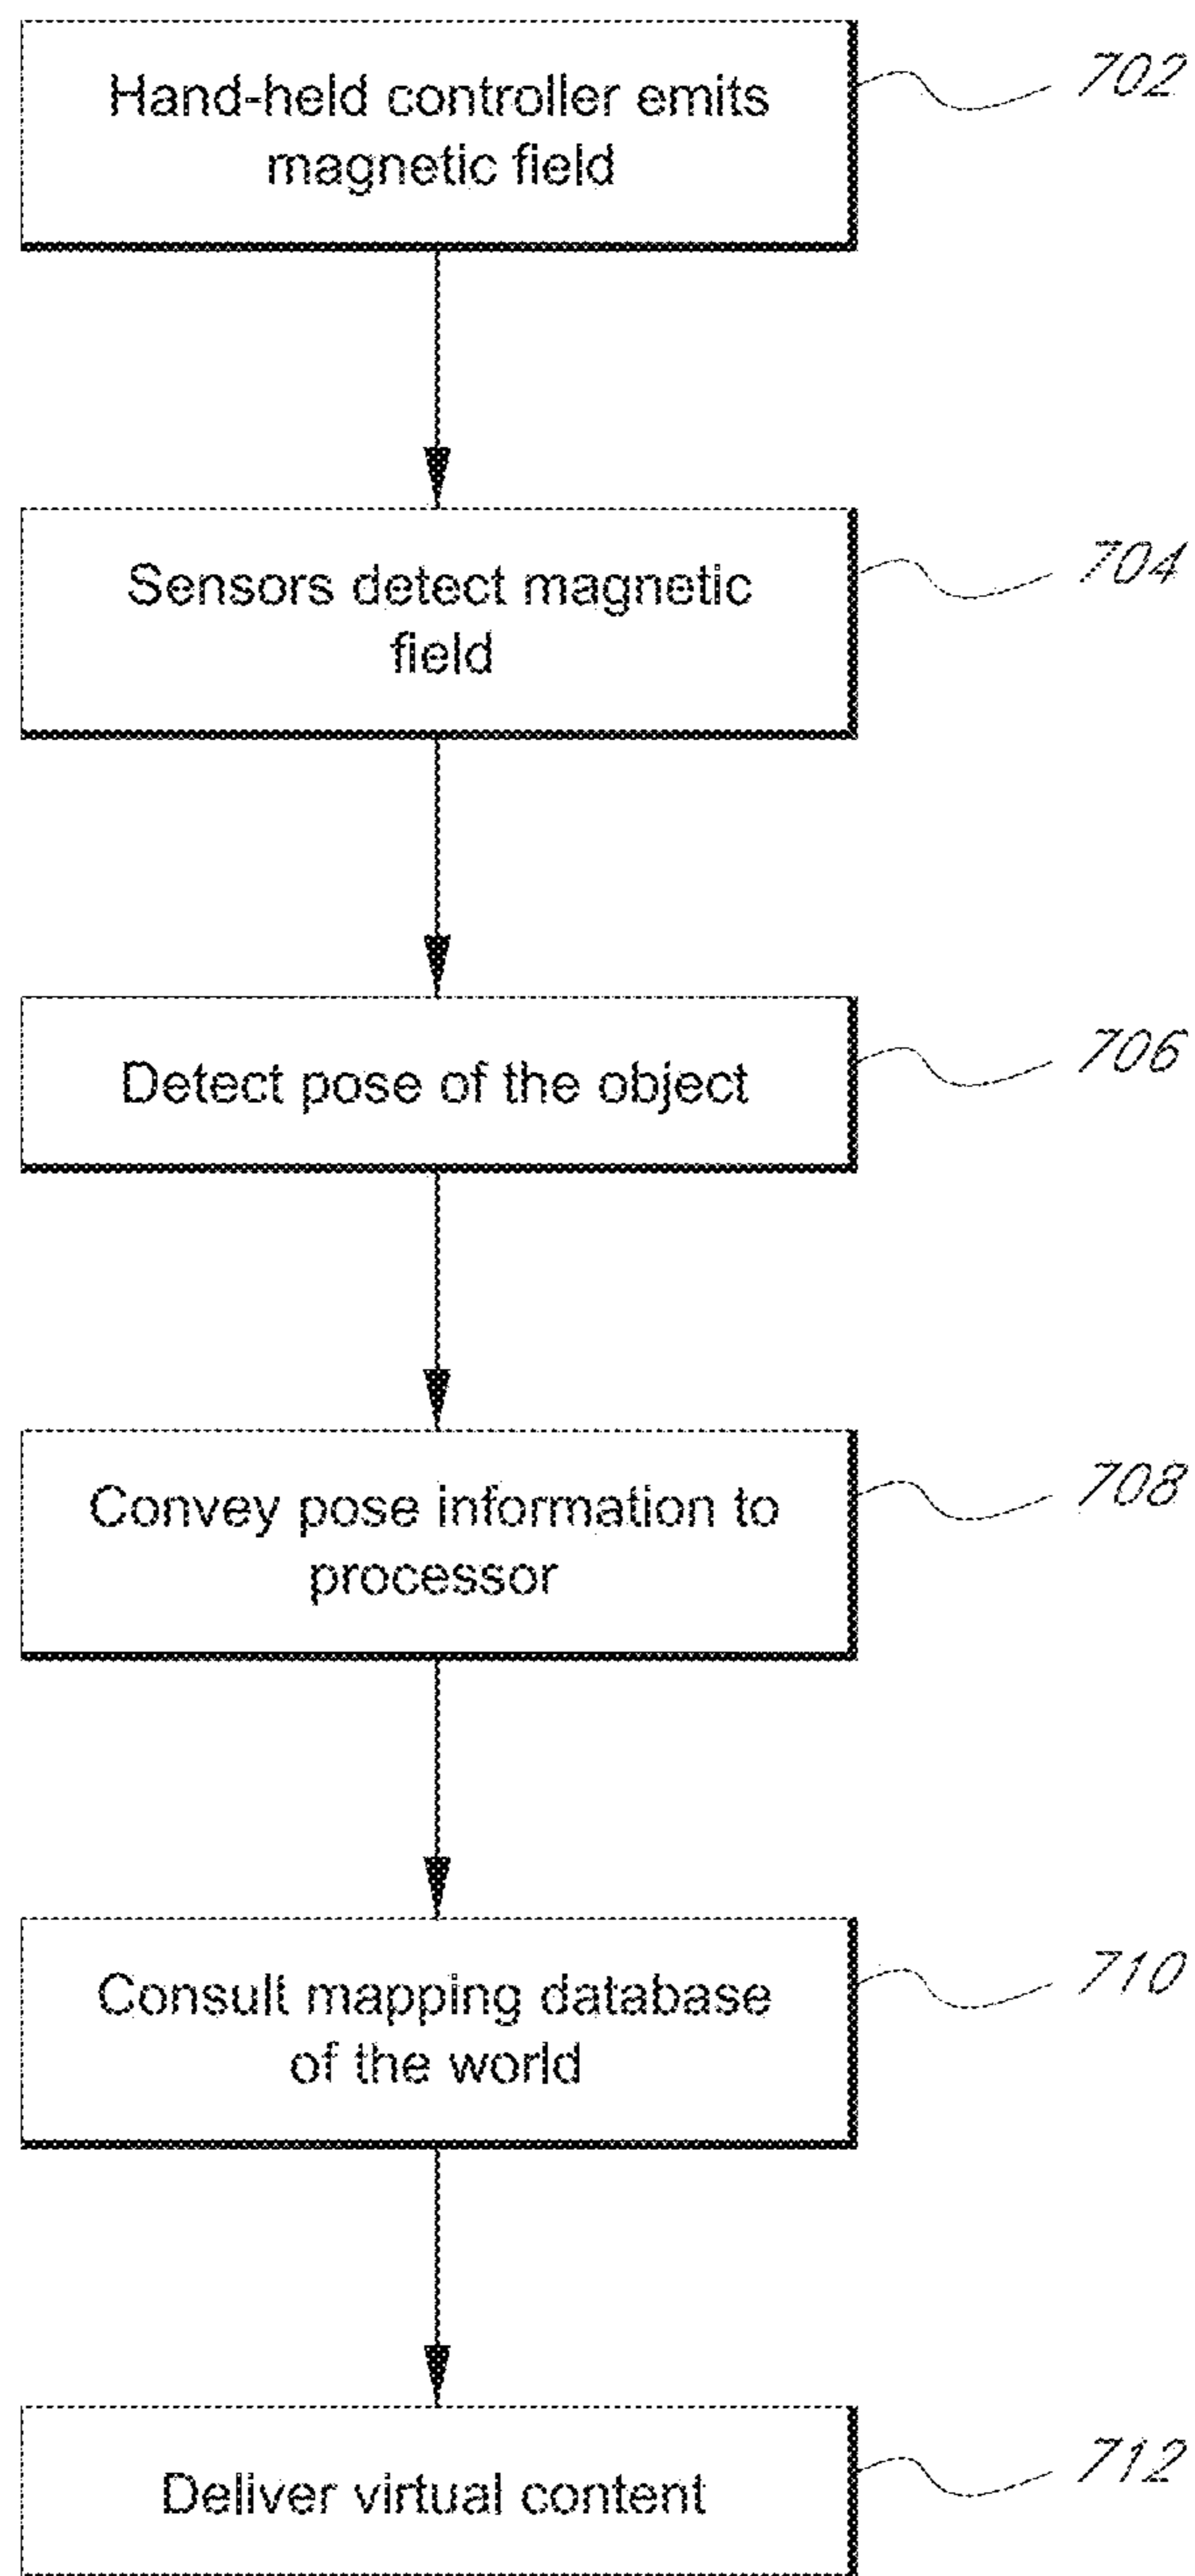 Hand-held controller emits
magnetic field
702
Sensors detect magnetic
field
704
Detect pose of the object
706
Convey pose information to
processor
708
Consult mapping database
of the world
710
Deliver virtual content
712